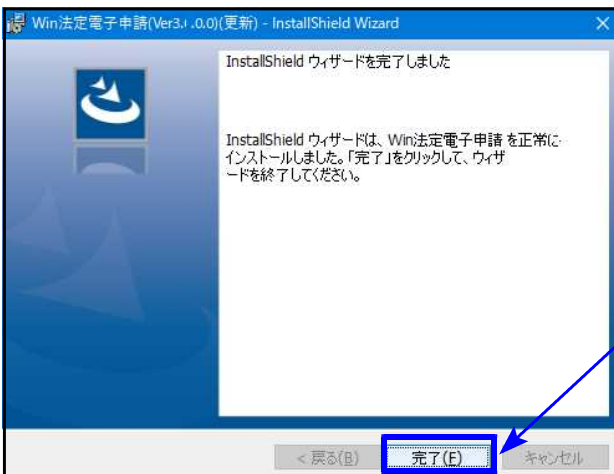 Win法定電子申請(Ver3. .0.0)(更新) - InstallShield Wizard
InstallShield ウィザードを完了しました
InstallShield ウィザードは、Win法定電子申請 を正常に
インストールしました。「完了」をクリックして、ウィザ
ードを終了してください。
< 戻る(B)
完了(F)
キャンセル